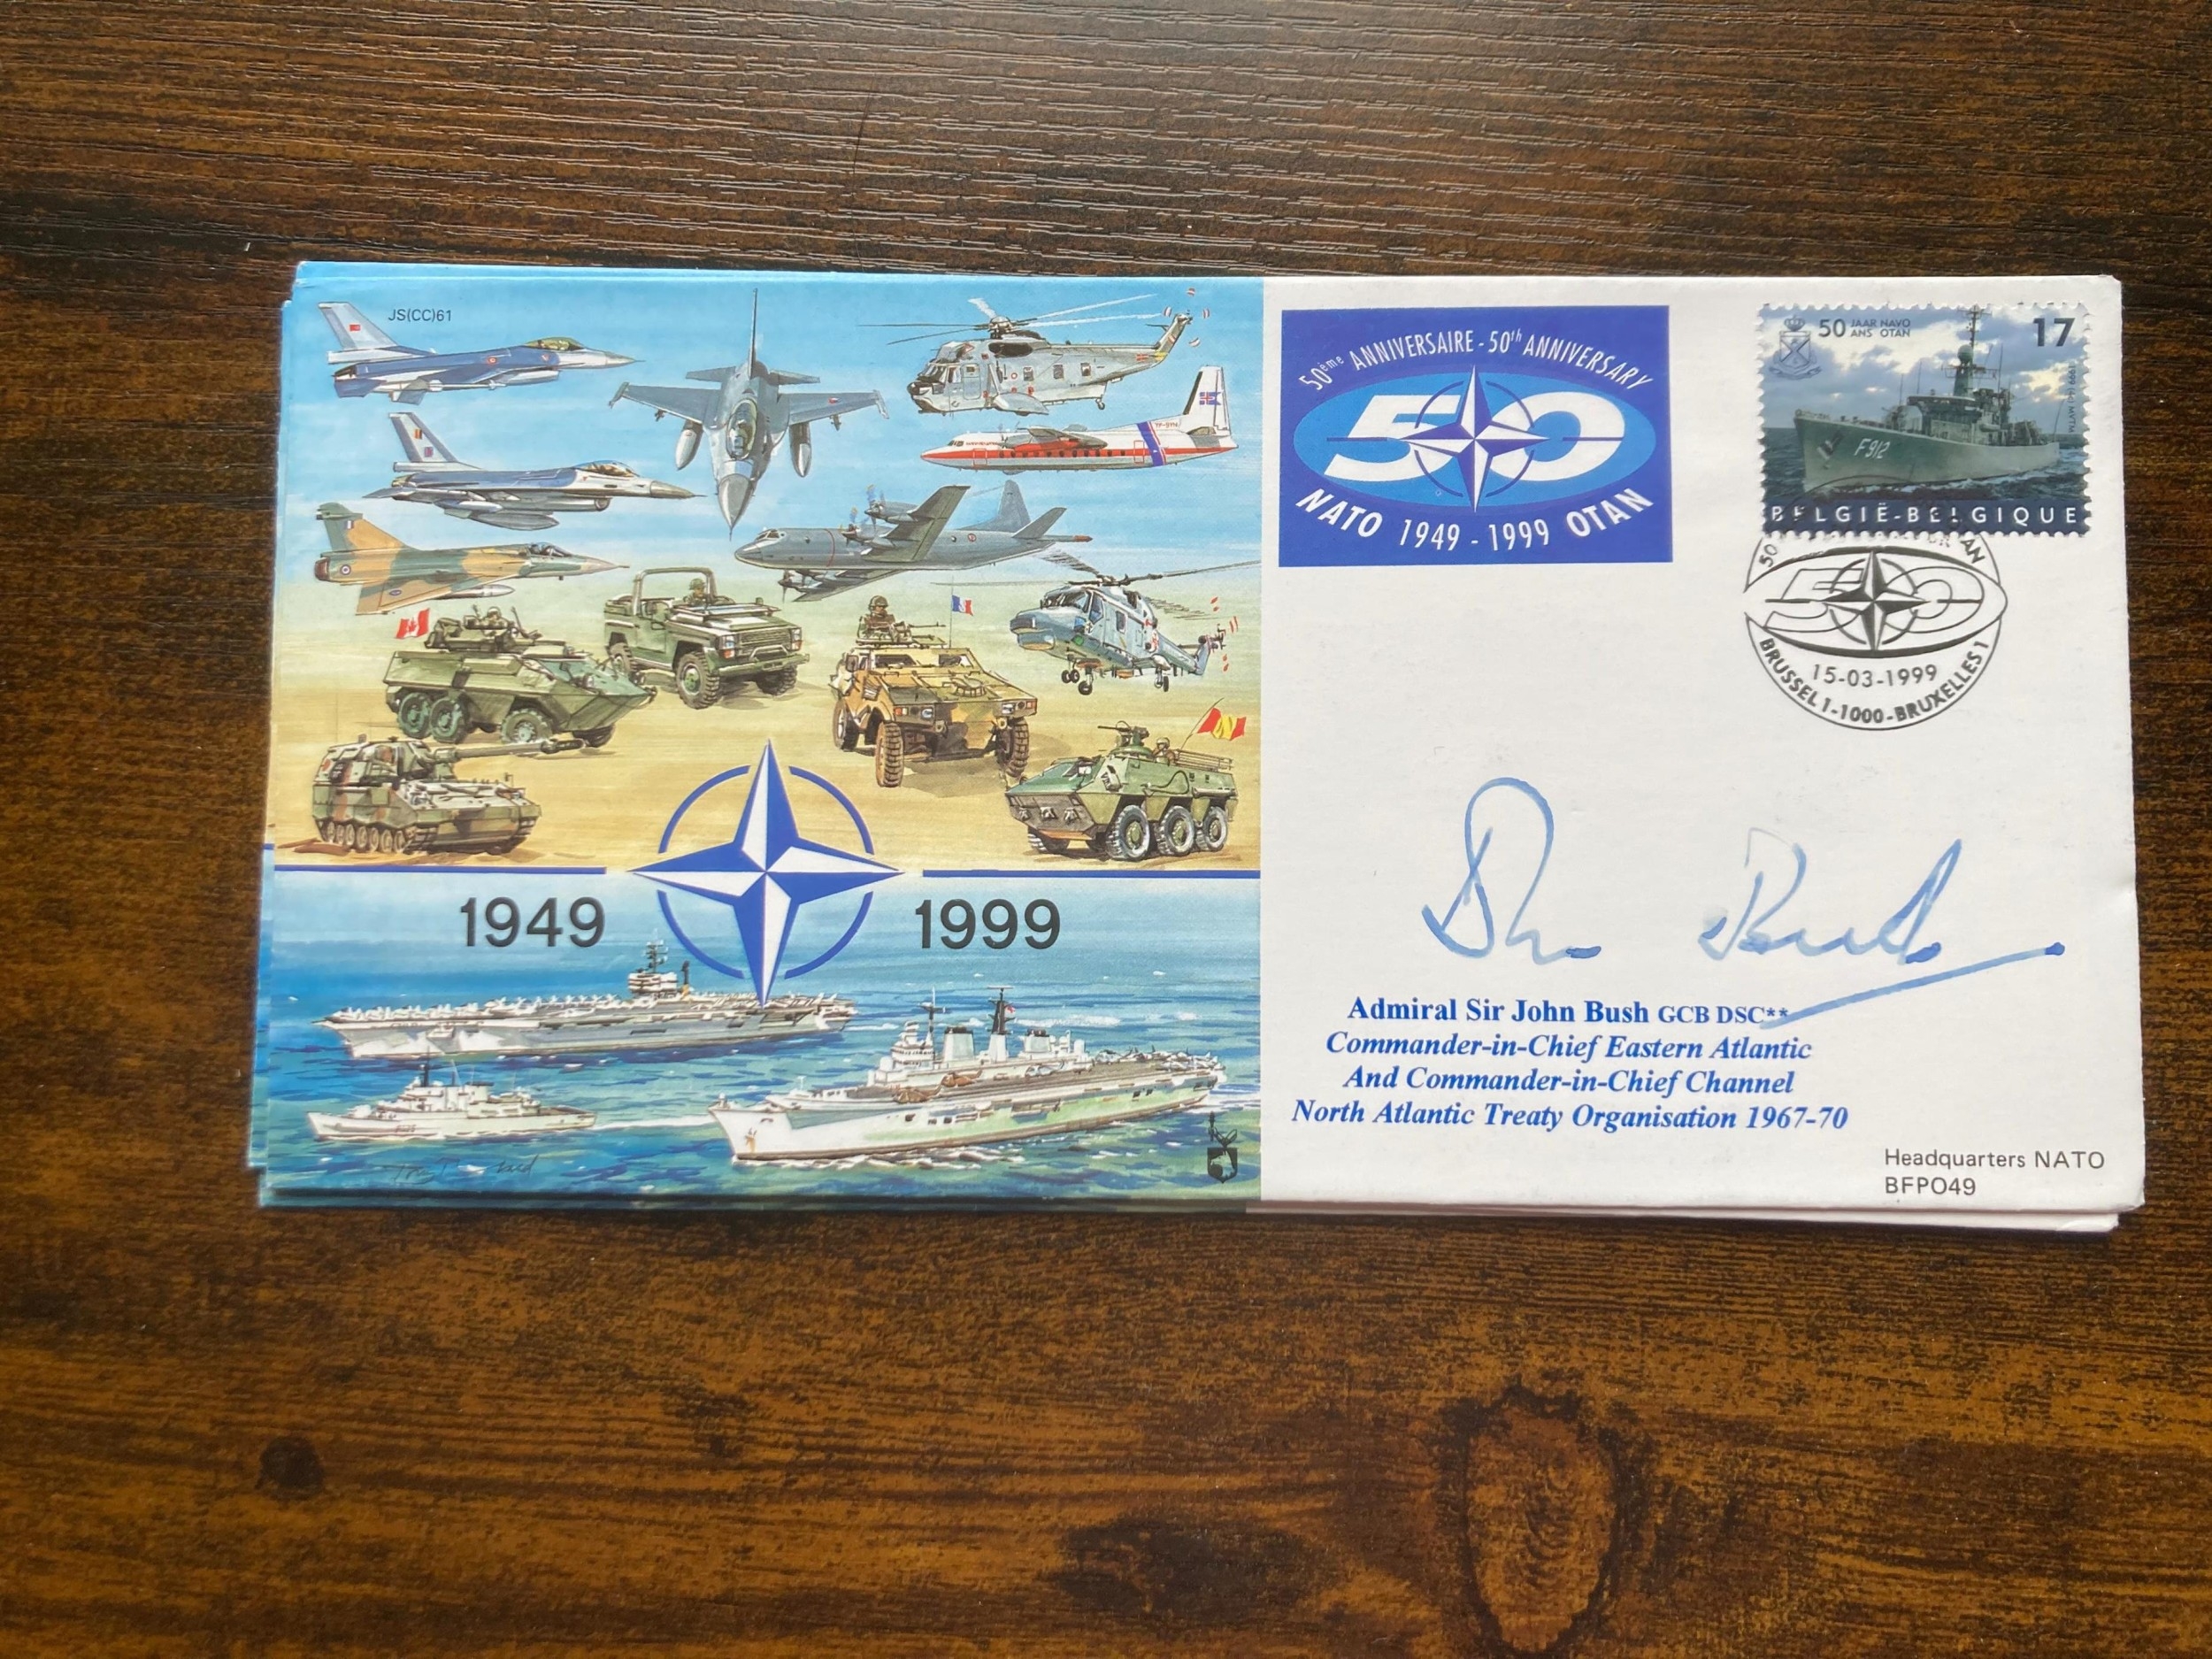 JS(CC)61
1949
1999
50ème ANNIVERSAIRE - 50th ANNIVERSARY
50
NATO 1949 - 1999 OTAN
50 JAAR NAVO
ANS OTAN
17
F912
BELGIË-BELGIQUE
50
15-03-1999
BRUSSEL 1-1000-BRUXELLES 1
Admiral Sir John Bush GCB DSC**
Commander-in-Chief Eastern Atlantic
And Commander-in-Chief Channel
North Atlantic Treaty Organisation 1967-70
Headquarters NATO
BFPO49